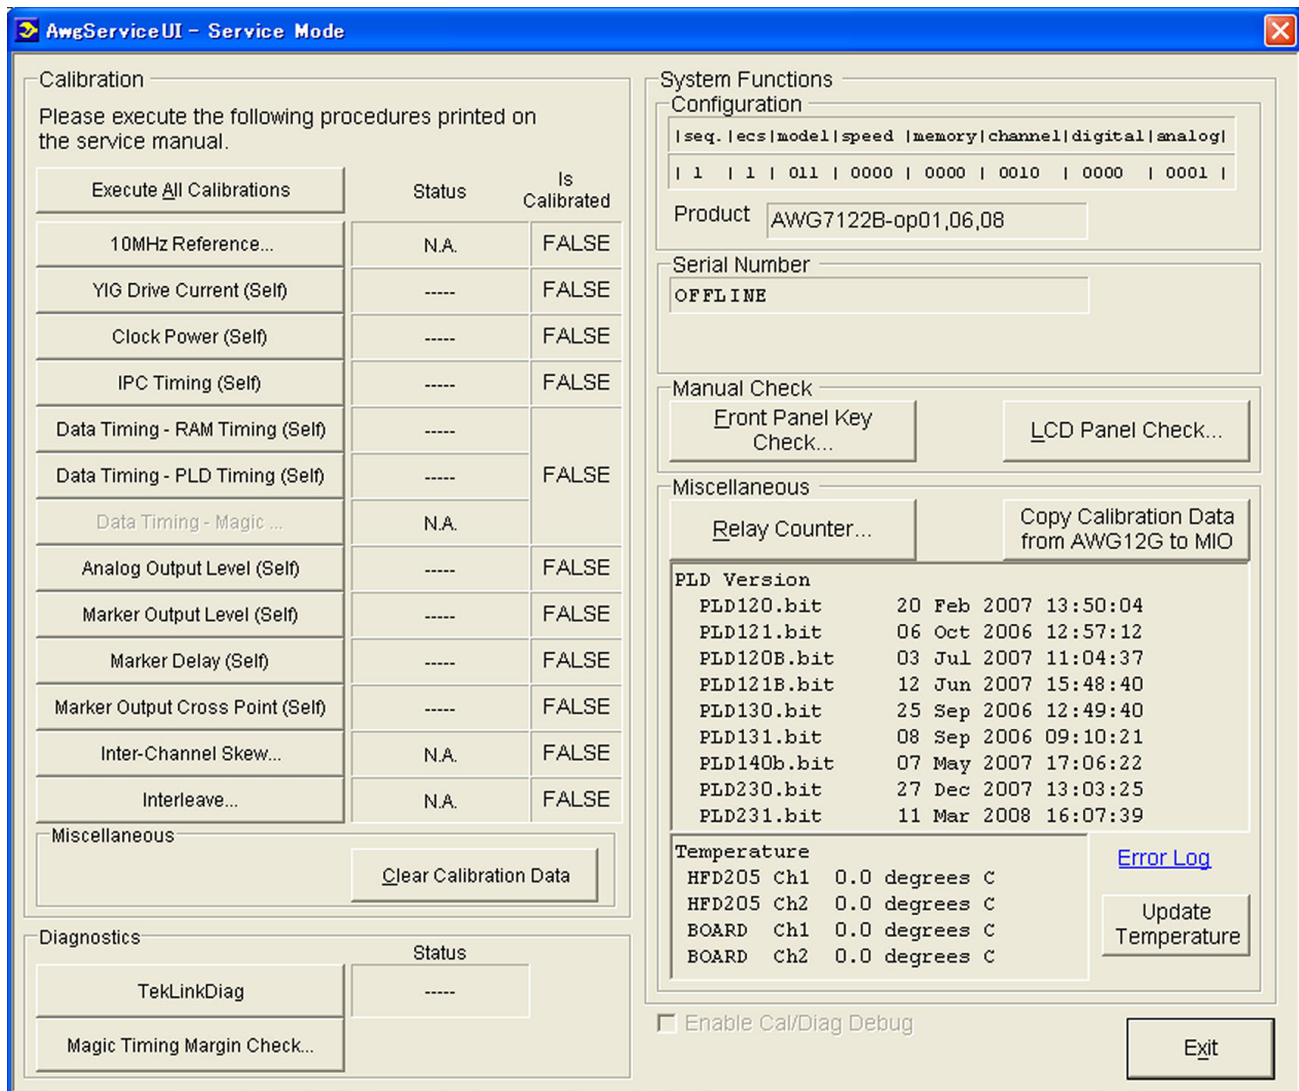 AwgServiceUI - Service Mode
Calibration
Please execute the following procedures printed on
the service manual.
Execute All Calibrations
Status
Is
Calibrated
10MHz Reference... N.A. FALSE
YIG Drive Current (Self) ----- FALSE
Clock Power (Self) ----- FALSE
IPC Timing (Self) ----- FALSE
Data Timing - RAM Timing (Self) -----
Data Timing - PLD Timing (Self) ----- FALSE
Data Timing - Magic ... N.A.
Analog Output Level (Self) ----- FALSE
Marker Output Level (Self) ----- FALSE
Marker Delay (Self) ----- FALSE
Marker Output Cross Point (Self) ----- FALSE
Inter-Channel Skew... N.A. FALSE
Interleave... N.A. FALSE
Miscellaneous
Clear Calibration Data
Diagnostics
Status
TekLinkDiag -----
Magic Timing Margin Check...
System Functions
Configuration
|seq.|ecs|model|speed |memory|channel|digital|analog|
| 1 | 1 | 011 | 0000 | 0000 | 0010 | 0000 | 0001 |
Product AWG7122B-op01,06,08
Serial Number
OFFLINE
Manual Check
Front Panel Key
Check...
LCD Panel Check...
Miscellaneous
Relay Counter...
Copy Calibration Data
from AWG12G to MIO
PLD Version
PLD120.bit 20 Feb 2007 13:50:04
PLD121.bit 06 Oct 2006 12:57:12
PLD120B.bit 03 Jul 2007 11:04:37
PLD121B.bit 12 Jun 2007 15:48:40
PLD130.bit 25 Sep 2006 12:49:40
PLD131.bit 08 Sep 2006 09:10:21
PLD140b.bit 07 May 2007 17:06:22
PLD230.bit 27 Dec 2007 13:03:25
PLD231.bit 11 Mar 2008 16:07:39
Temperature
HFD205 Ch1 0.0 degrees C
HFD205 Ch2 0.0 degrees C
BOARD Ch1 0.0 degrees C
BOARD Ch2 0.0 degrees C
Error Log
Update
Temperature
Enable Cal/Diag Debug
Exit